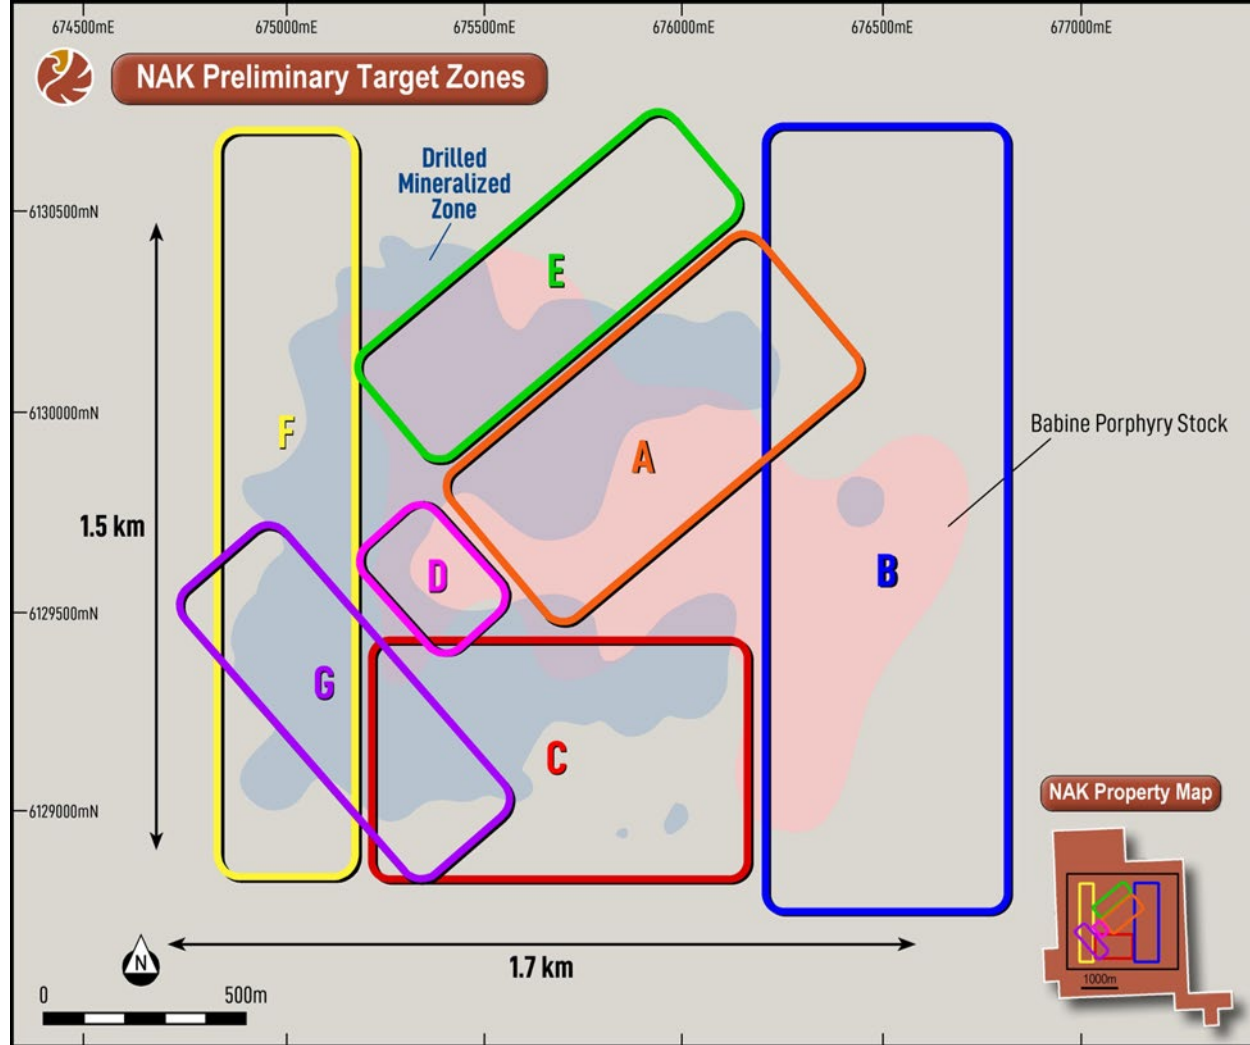 674500mE 675000mE 675500mE 676000mE 676500mE 677000mE
NAK Preliminary Target Zones
Drilled
Mineralized
Zone
6130500mN
E
6130000mN
F
Babine Porphyry Stock
A
1.5 km
B
D
6129500mN
G
C
NAK Property Map
6129000mN
N
1.7 km
1000m
0 500m